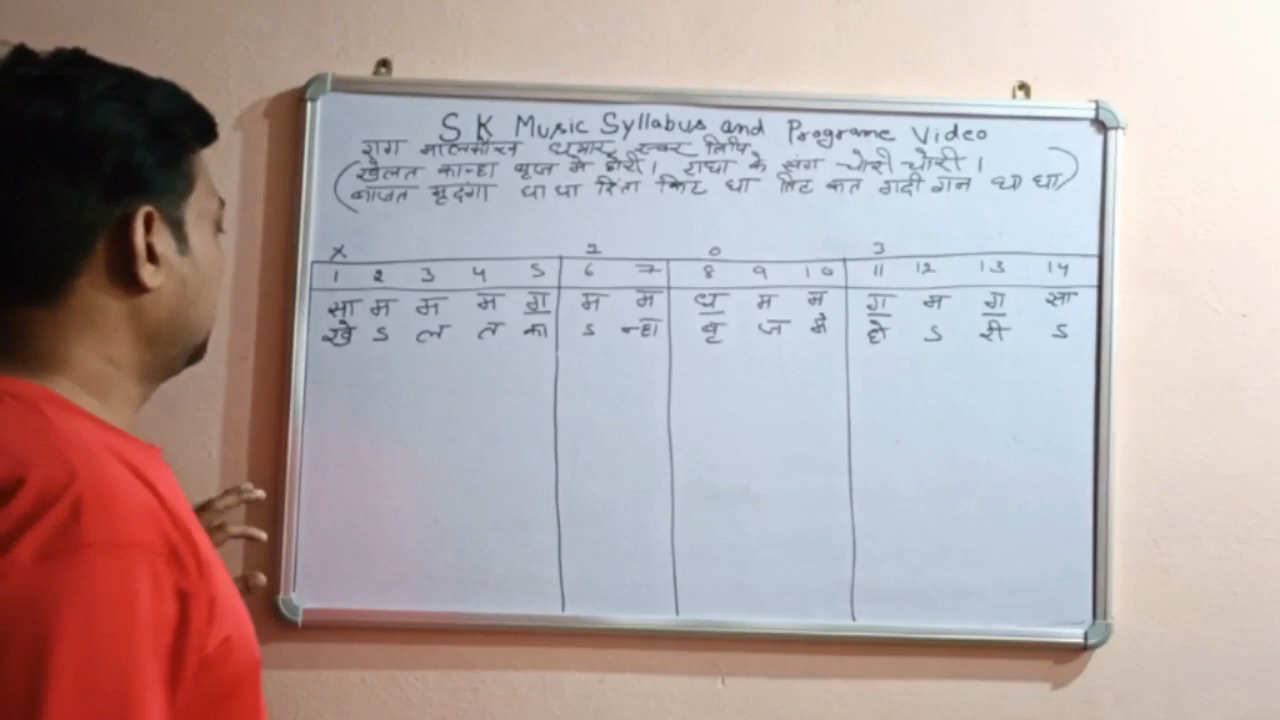 S K Music Syllabus and Programe Video
राग मालकौंस धमार स्वर लिपि
(खेलत कान्हा बृज मे होरी। राधा के संग चोरी चोरी।
बाजत मृदंगा धा धा तिता किट धा तिट कत गदी गन धा धा)
X 2 0 3
1 2 3 4 5 6 7 8 9 10 11 12 13 14
सा म म म ग॒ म म ध॒ म म ग॒ म ग॒ सा
खे ऽ ल त का ऽ न्हा बृ ज मे हो ऽ री ऽ